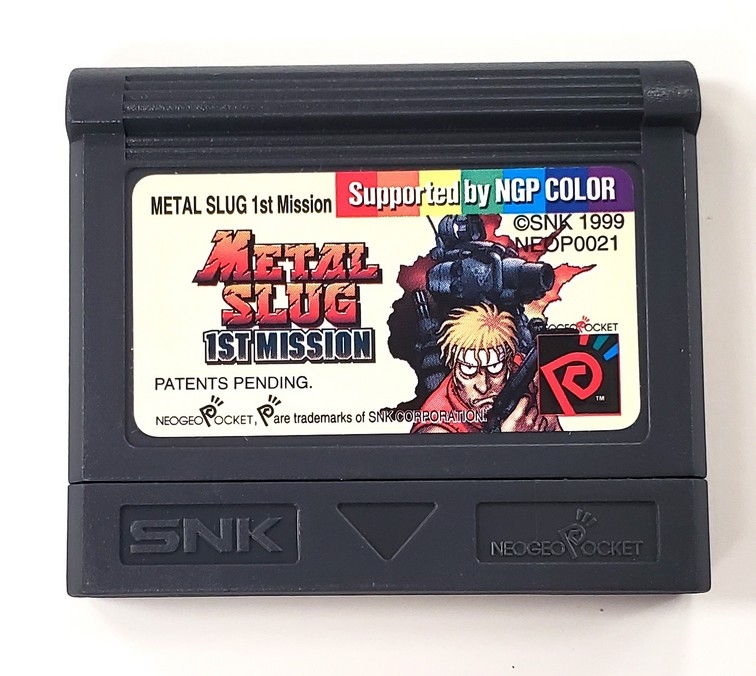 METAL SLUG 1st Mission
Supported by NGP COLOR
©SNK 1999
NEOP0021
METAL
SLUG
1ST MISSION
NEOGEO POCKET
PATENTS PENDING.
TM
NEOGEO POCKET, P are trademarks of SNK CORPORATION.
SNK
NEOGEO POCKET